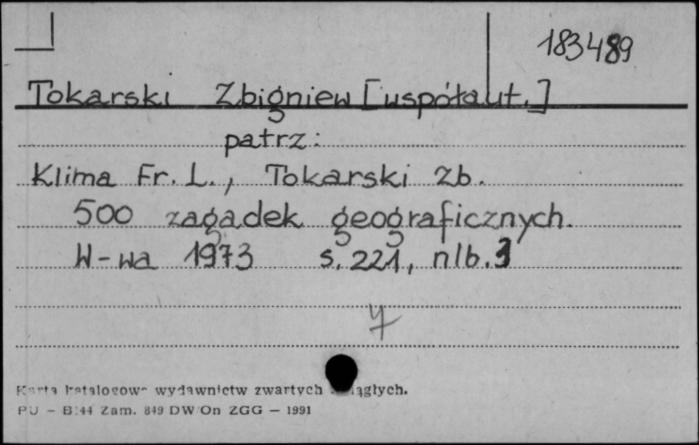 183489
Tokarski Zbigniew [współaut.]
patrz:
Klima Fr. L., Tokarski Zb.
500 zagadek geograficznych.
W-wa 1973 s. 221, nlb. 3
Karta katalogowa wydawnictw zwartych ciągłych.
PU - B 144 Zam. 849 DW On ZGG - 1991